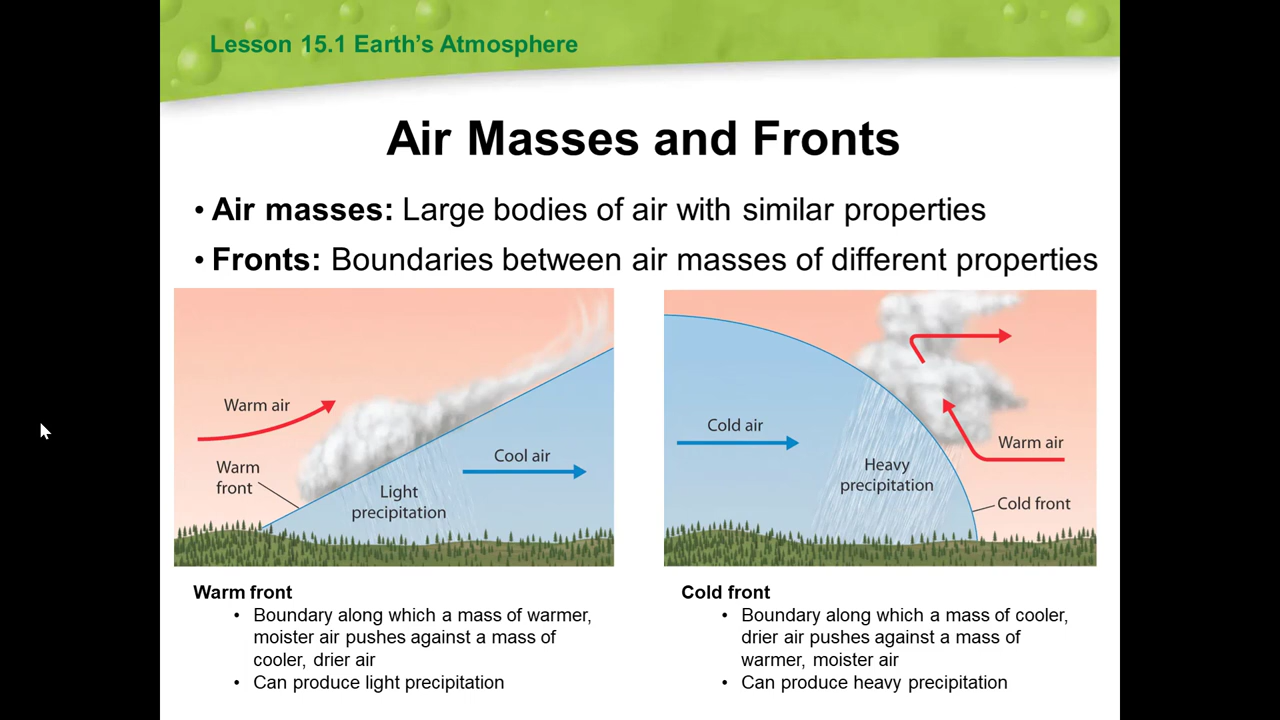 Lesson 15.1 Earth’s Atmosphere
Air Masses and Fronts
• Air masses: Large bodies of air with similar properties
• Fronts: Boundaries between air masses of different properties
Warm air
Warm
front
Light
precipitation
Cool air
Cold air
Heavy
precipitation
Warm air
Cold front
Warm front
• Boundary along which a mass of warmer,
moister air pushes against a mass of
cooler, drier air
• Can produce light precipitation
Cold front
• Boundary along which a mass of cooler,
drier air pushes against a mass of
warmer, moister air
• Can produce heavy precipitation